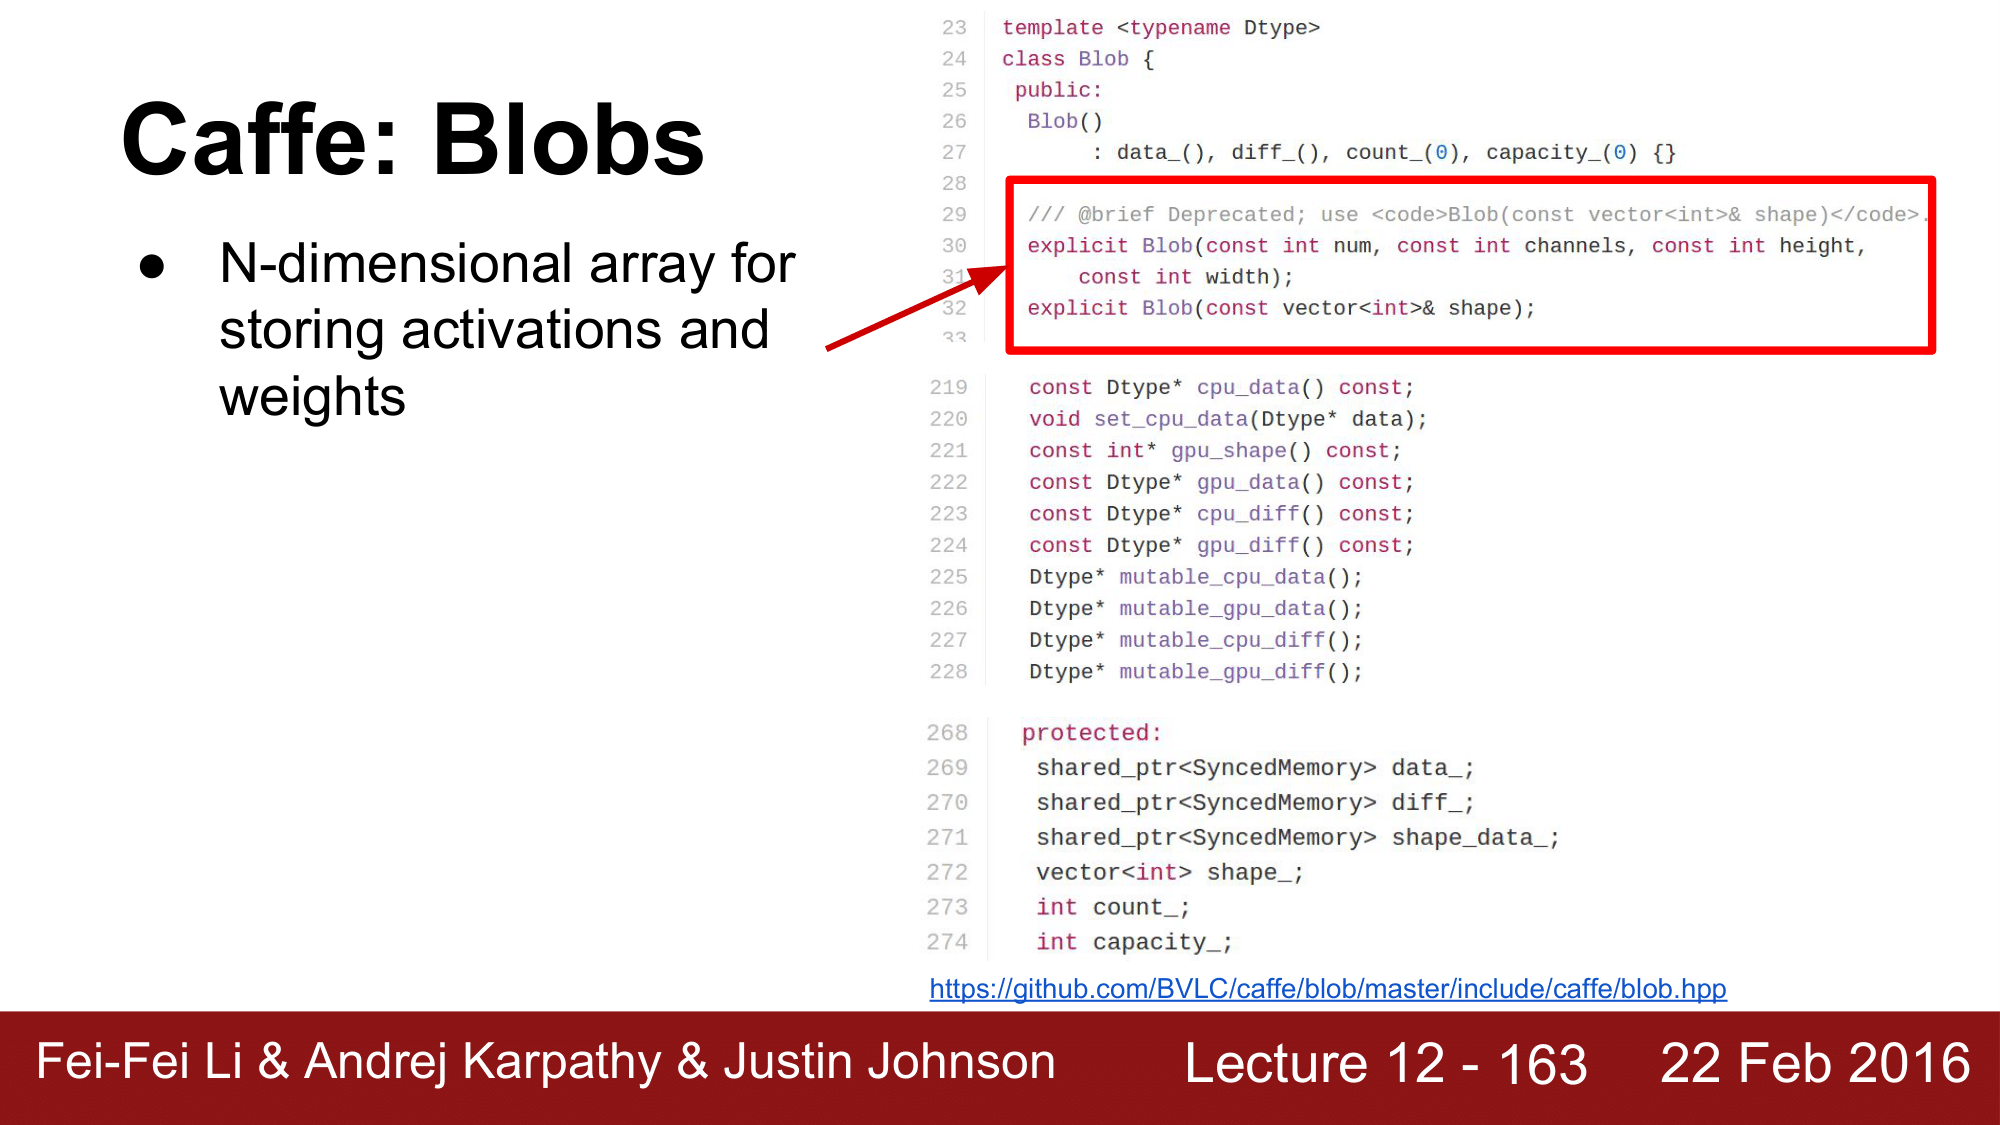 Caffe: Blobs
● N-dimensional array for
storing activations and
weights
23 template <typename Dtype>
24 class Blob {
25 public:
26 Blob()
27 : data_(), diff_(), count_(0), capacity_(0) {}
28
29 /// @brief Deprecated; use <code>Blob(const vector<int>& shape)</code>.
30 explicit Blob(const int num, const int channels, const int height,
31 const int width);
32 explicit Blob(const vector<int>& shape);
33
219 const Dtype* cpu_data() const;
220 void set_cpu_data(Dtype* data);
221 const int* gpu_shape() const;
222 const Dtype* gpu_data() const;
223 const Dtype* cpu_diff() const;
224 const Dtype* gpu_diff() const;
225 Dtype* mutable_cpu_data();
226 Dtype* mutable_gpu_data();
227 Dtype* mutable_cpu_diff();
228 Dtype* mutable_gpu_diff();
268 protected:
269 shared_ptr<SyncedMemory> data_;
270 shared_ptr<SyncedMemory> diff_;
271 shared_ptr<SyncedMemory> shape_data_;
272 vector<int> shape_;
273 int count_;
274 int capacity_;
https://github.com/BVLC/caffe/blob/master/include/caffe/blob.hpp
Fei-Fei Li & Andrej Karpathy & Justin Johnson Lecture 12 - 163 22 Feb 2016